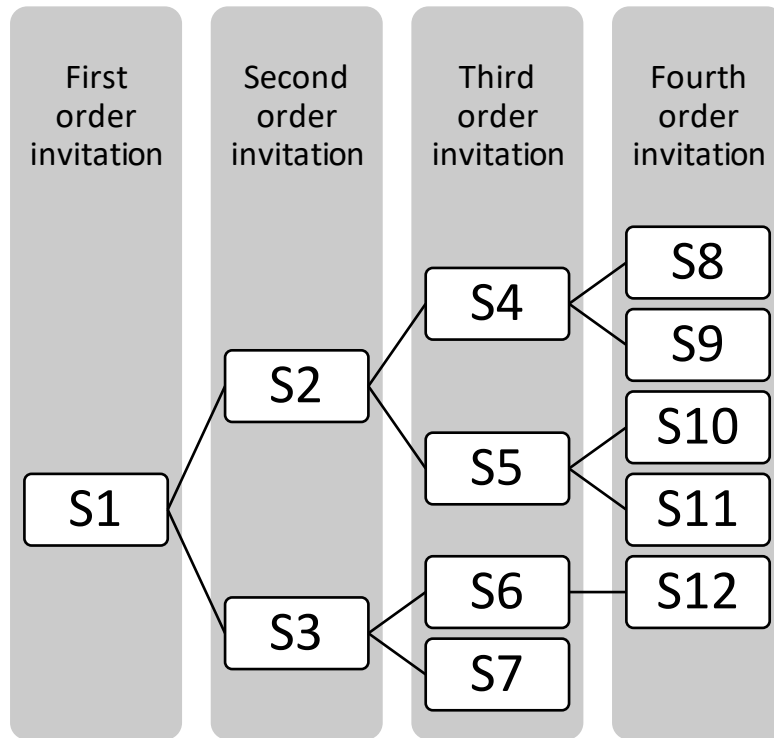 First
order
invitation
Second
order
invitation
Third
order
invitation
Fourth
order
invitation
S1
S2
S3
S4
S5
S6
S7
S8
S9
S10
S11
S12